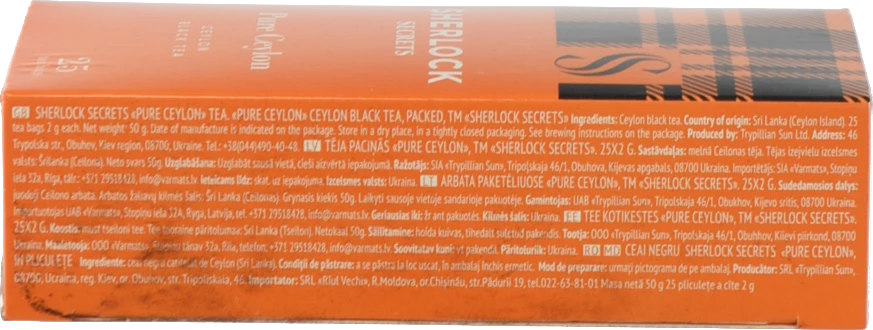 SHERLOCK
SECRETS
Pure Ceylon
CEYLON
BLACK TEA
25
S
GB SHERLOCK SECRETS «PURE CEYLON» TEA. «PURE CEYLON» CEYLON BLACK TEA, PACKED, TM «SHERLOCK SECRETS» Ingredients: Ceylon black tea. Country of origin: Sri Lanka (Ceylon Island). 25
tea bags 2 g each. Net weight: 50 g. Date of manufacture is indicated on the package. Store in a dry place, in a tightly closed packaging. See brewing instructions on the package. Produced by: Trypillian Sun Ltd. Address: 46
Trypolska str., Obuhov, Kiev region, 08700, Ukraine. Tel.: +38(044)490-40-48. LV TĒJA PACIŅĀS «PURE CEYLON», TM «SHERLOCK SECRETS». 25X2 G. Sastāvdaļas: melnā Ceilonas tēja. Tējas izejvielu izcelsmes
valsts: Šrilanka (Ceilona). Neto svars 50g. Uzglabāšana: Uzglabāt sausā vietā, cieši aizvērtā iepakojumā. Ražotājs: SIA «Trypillian Sun», Tripoļskaja 46/1, Obuhova, Kijevas apgabals, 08700 Ukraina. Importētājs: SIA «Varmats», Stopiņu
iela 32a, Rīga, tālr.: +371 29518428, info@varmats.lv. Ieteicams līdz: skat. uz iepakojuma. Izcelsmes valsts: Ukraina. LT ARBATA PAKETĖLIUOSE «PURE CEYLON», TM «SHERLOCK SECRETS». 25X2 G. Sudedamosios dalys:
juodoji Ceilono arbata. Arbatos žaliavų kilmės šalis: Šri Lanka (Ceilonas). Grynasis kiekis 50g. Laikyti sausoje vietoje sandarioje pakuotėje. Gamintojas: UAB «Trypillian Sun», Tripolskaja 46/1, Obukhov, Kijevo sritis, 08700 Ukraina.
Importuotojas UAB «Varmats», Stopiņu iela 32A, Ryga, Latvija, tel. +371 29518428, info@varmats.lv. Geriausias iki: žr ant pakuotės. Kilmės šalis: Ukraina. EE TEE KOTIKESTES «PURE CEYLON», TM «SHERLOCK SECRETS».
25X2 G. Koostis: must tseiloni tee. Tee tooraine päritolumaa: Sri Lanka (Tseilon). Netokaal 50g. Säilitamine: hoida kuivas, tihedalt suletud pakendis. Tootja: OOO «Trypillian Sun», Tripolskaja 46/1, Obuhhov, Kiievi piirkond, 08700
Ukraina. Maaletooja: OOO «Varmats», tänav 32a, Riia, telefon: +371 29518428, info@varmats.lv. Soovitatav kuni: vt pakendit. Päritoluriik: Ukraina. RO MD CEAI NEGRU SHERLOCK SECRETS «PURE CEYLON»,
ÎN PLICULEȚE Ingrediente: ceai negru de Ceylon (Sri Lanka). Condiții de păstrare: a se păstra la loc uscat, în ambalaj închis ermetic. Mod de preparare: urmați pictograma de pe ambalaj. Producător: SRL «Trypillian Sun»,
08700, Ucraina, reg. Kiev, or. Obuhov, str. Tripoliskaia, 46. Importator: SRL «Rîul Vechi», R.Moldova, or.Chișinău, str.Pădurii 19, tel.022-63-81-01 Masa netă 50 g 25 pliculețe a cîte 2 g